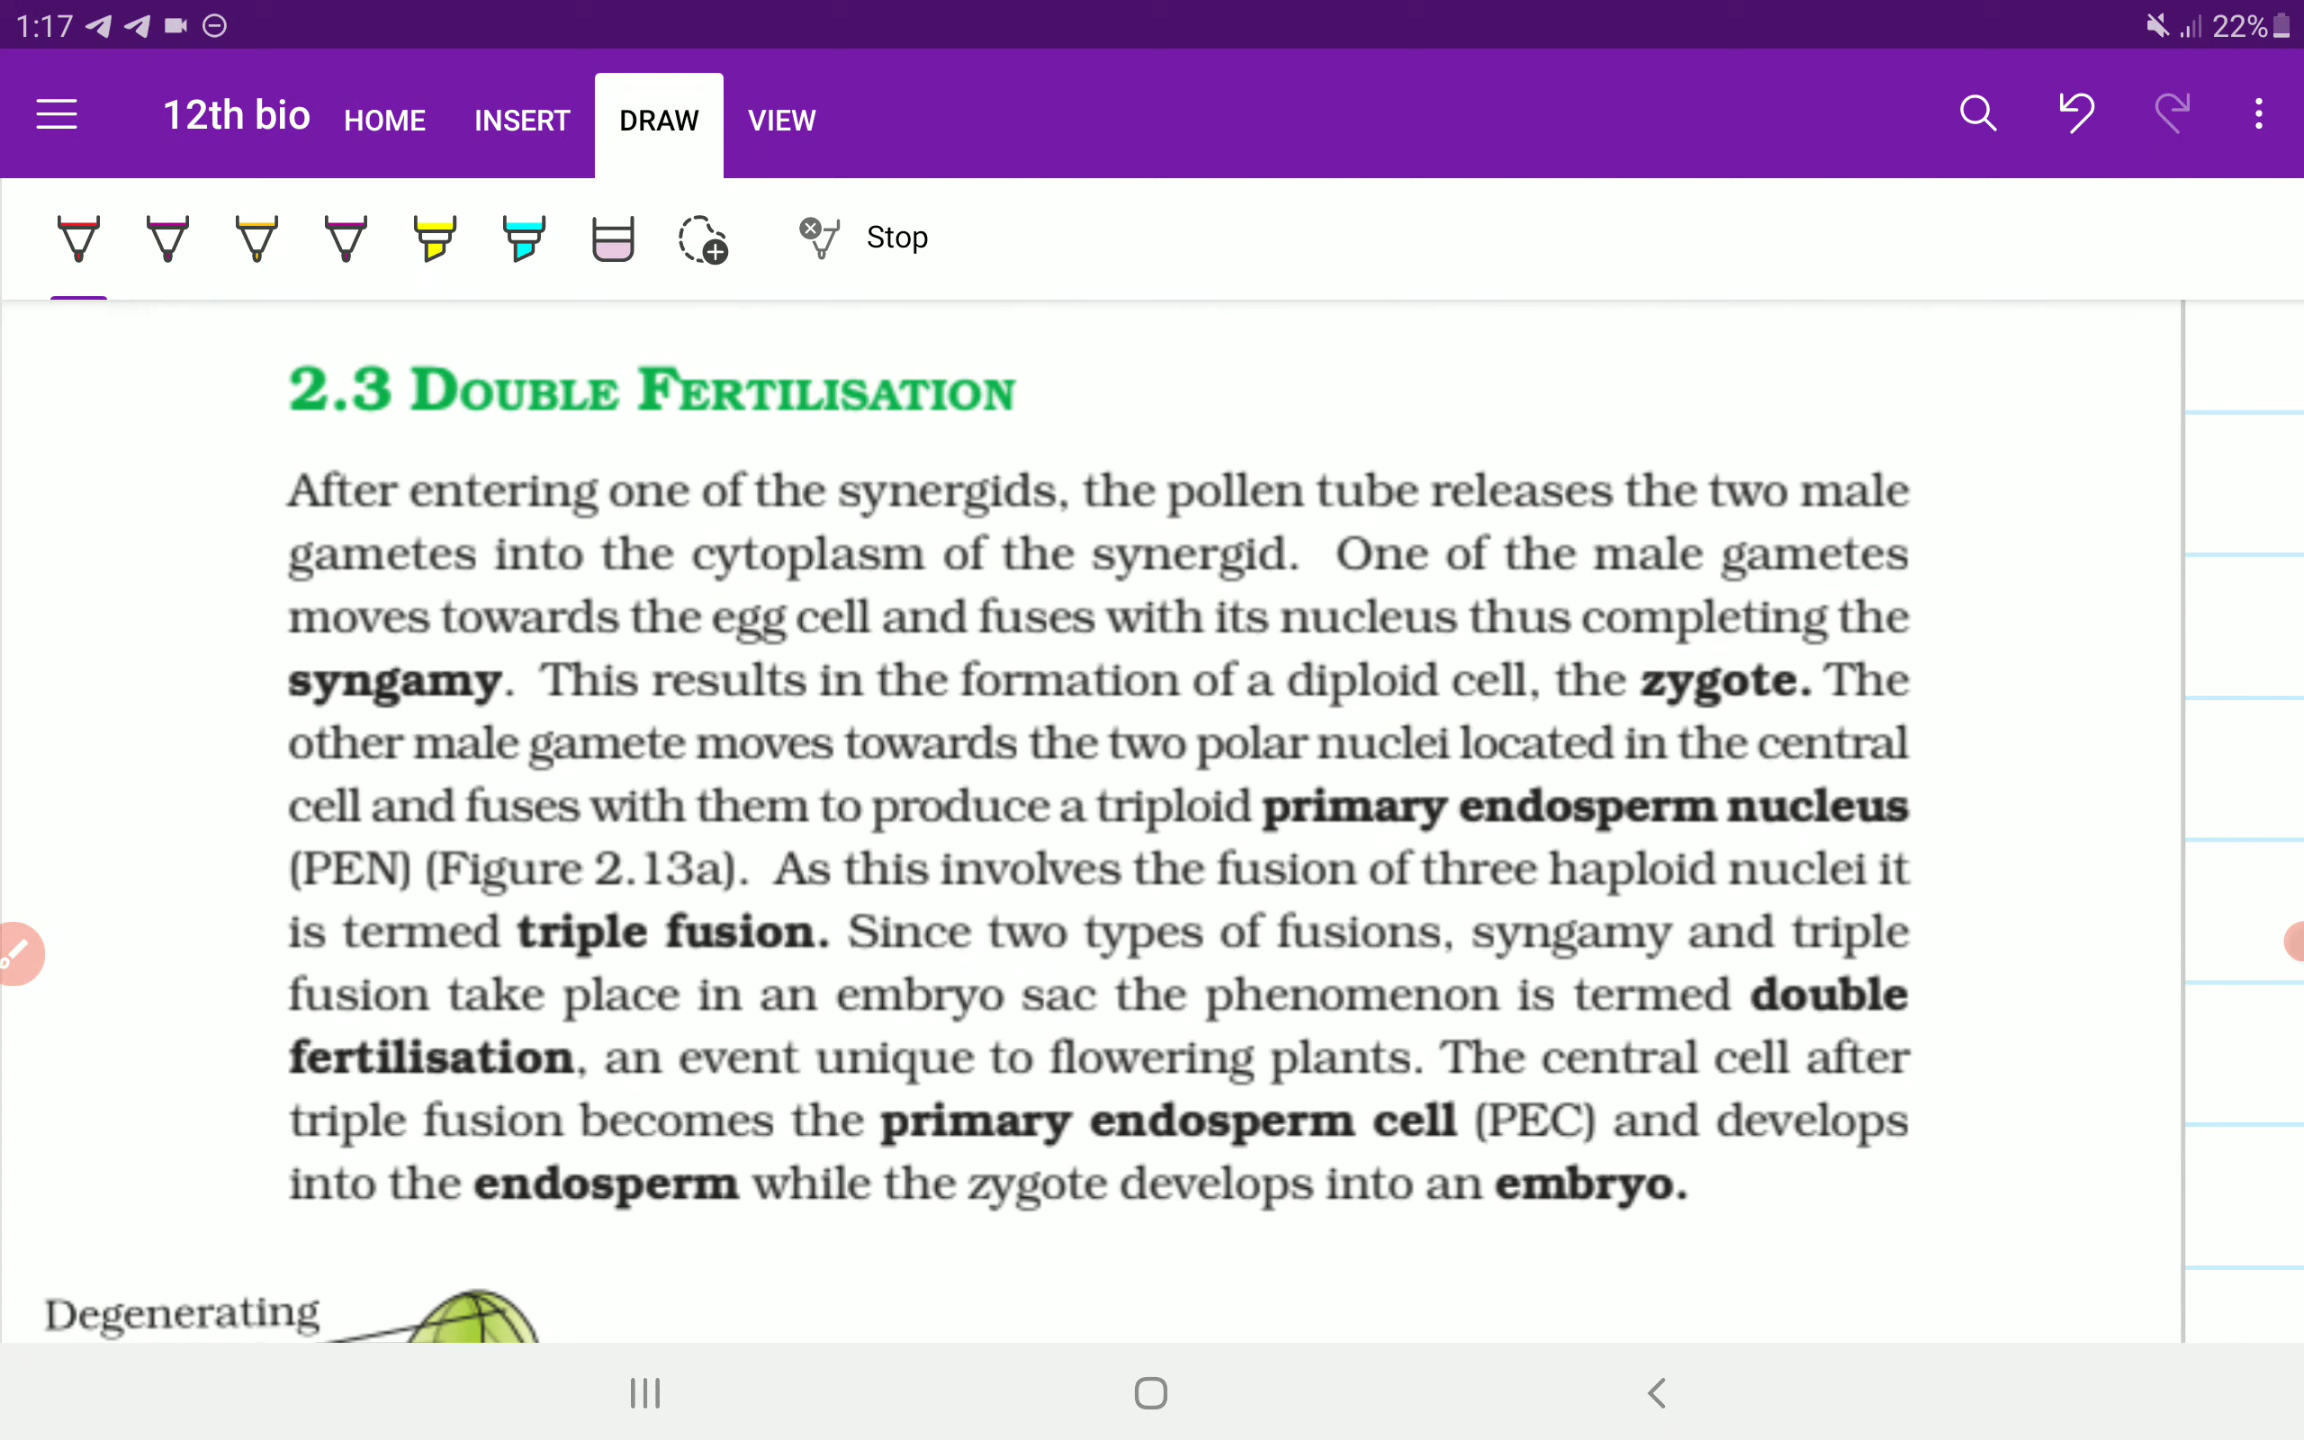 1:17 22%
12th bio HOME INSERT DRAW VIEW
Stop
2.3 DOUBLE FERTILISATION
After entering one of the synergids, the pollen tube releases the two male
gametes into the cytoplasm of the synergid. One of the male gametes
moves towards the egg cell and fuses with its nucleus thus completing the
syngamy. This results in the formation of a diploid cell, the zygote. The
other male gamete moves towards the two polar nuclei located in the central
cell and fuses with them to produce a triploid primary endosperm nucleus
(PEN) (Figure 2.13a). As this involves the fusion of three haploid nuclei it
is termed triple fusion. Since two types of fusions, syngamy and triple
fusion take place in an embryo sac the phenomenon is termed double
fertilisation, an event unique to flowering plants. The central cell after
triple fusion becomes the primary endosperm cell (PEC) and develops
into the endosperm while the zygote develops into an embryo.
Degenerating